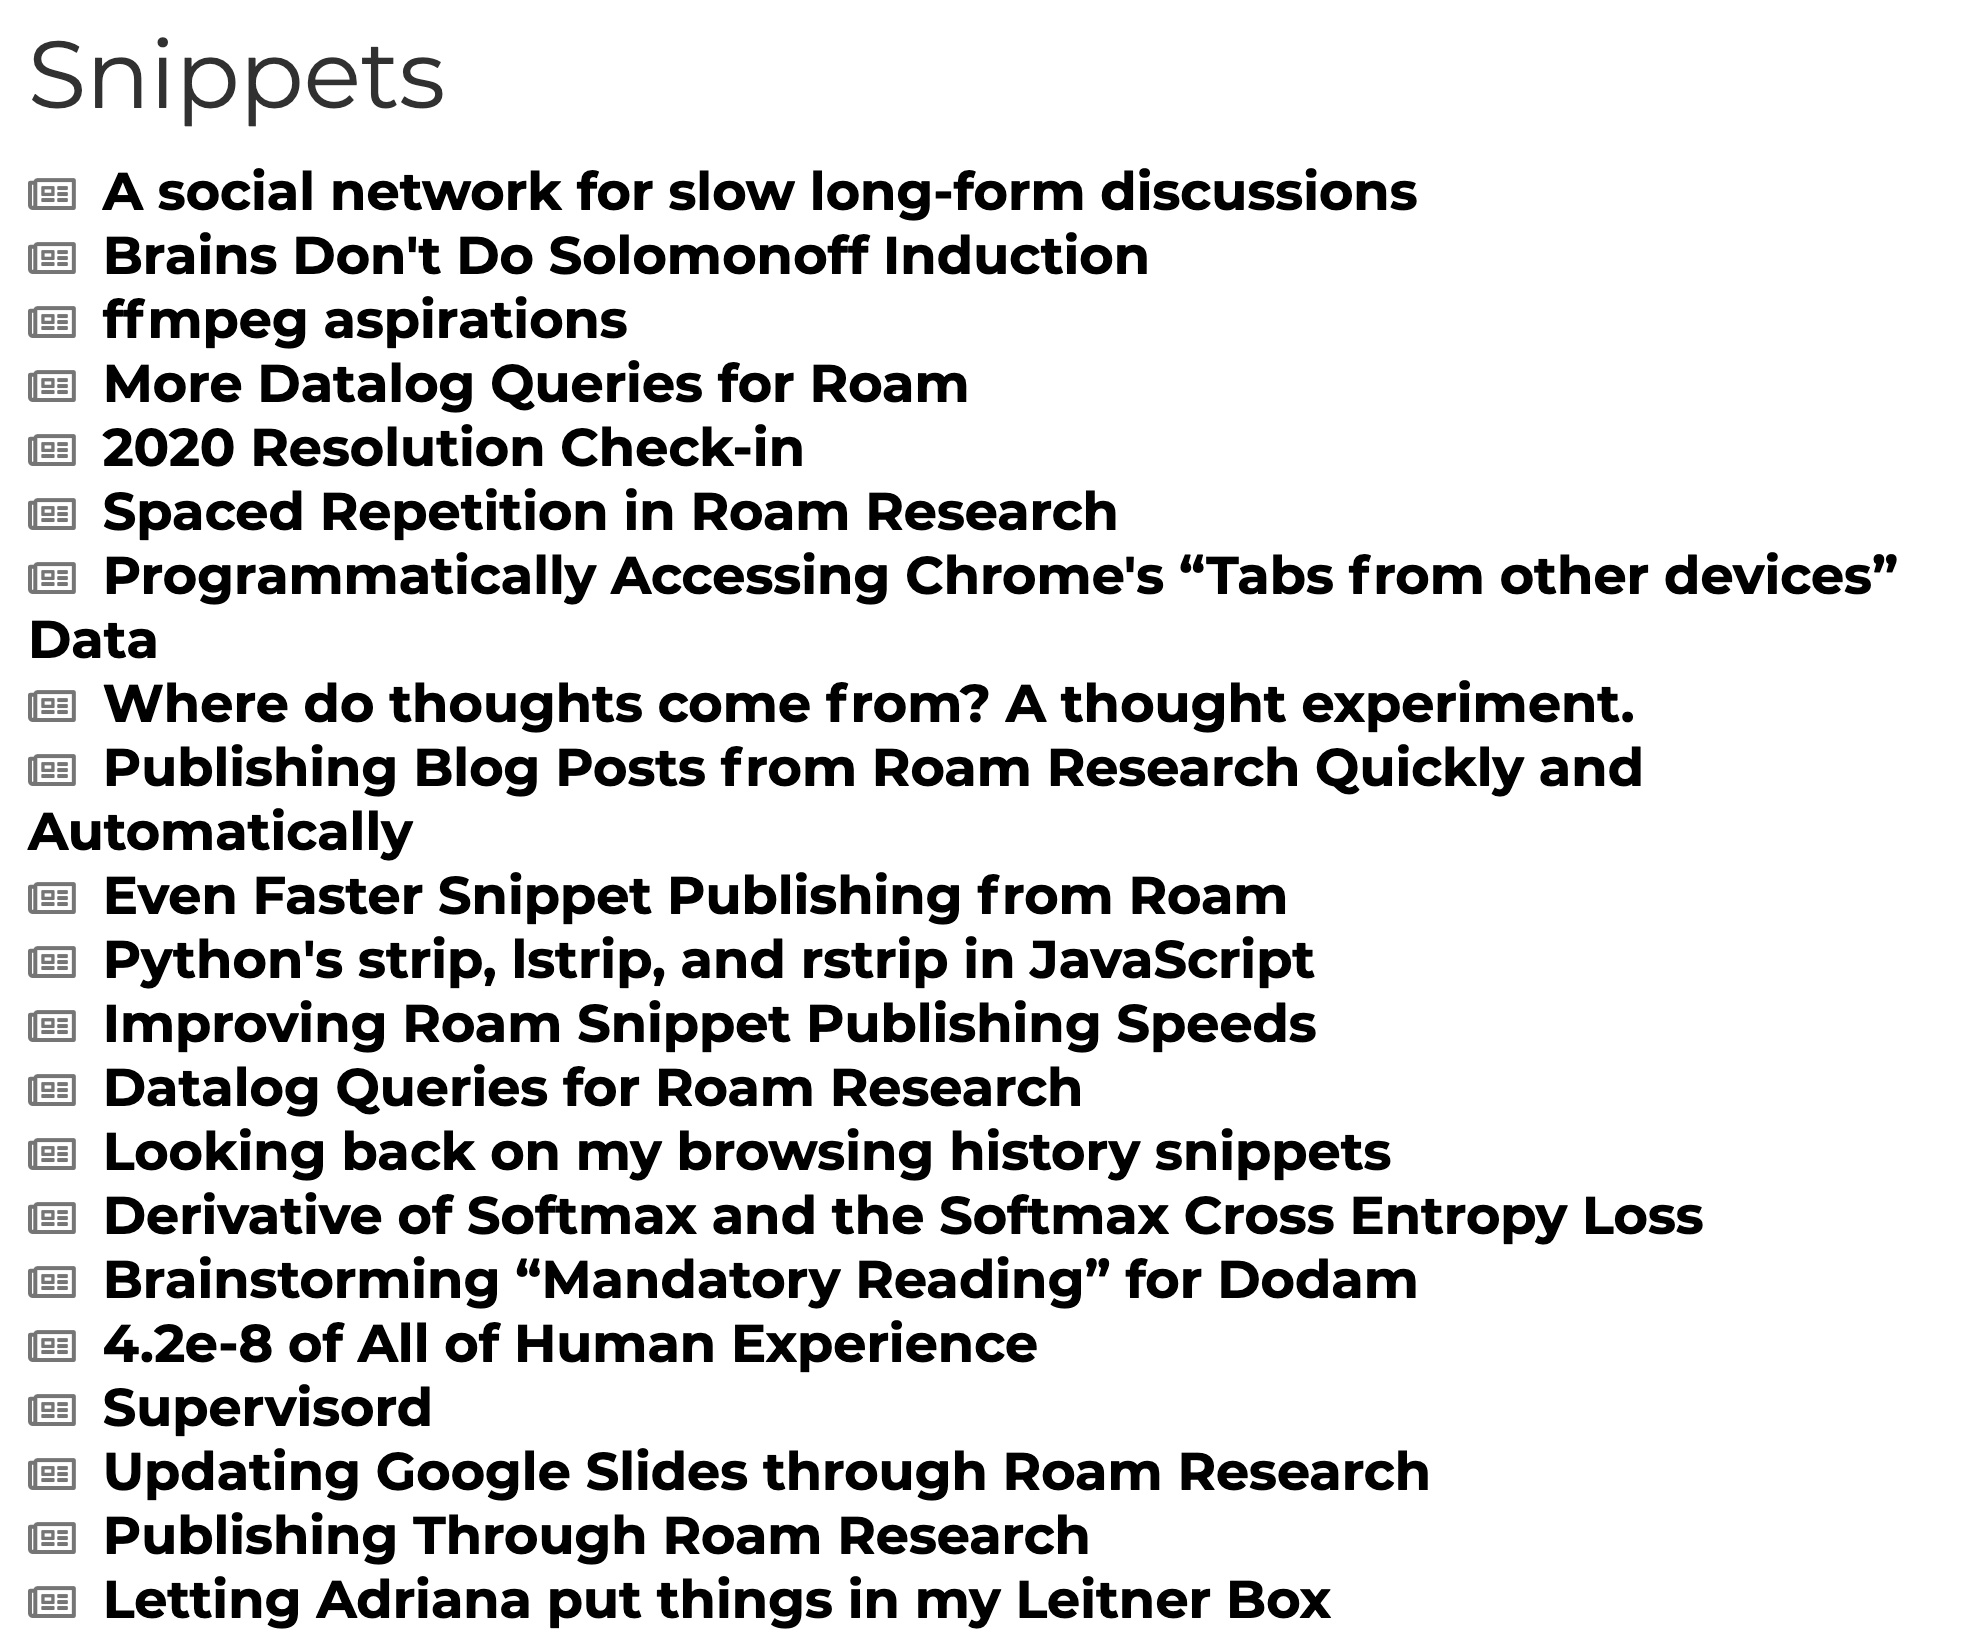 Snippets
A social network for slow long-form discussions
Brains Don't Do Solomonoff Induction
ffmpeg aspirations
More Datalog Queries for Roam
2020 Resolution Check-in
Spaced Repetition in Roam Research
Programmatically Accessing Chrome's “Tabs from other devices”
Data
Where do thoughts come from? A thought experiment.
Publishing Blog Posts from Roam Research Quickly and
Automatically
Even Faster Snippet Publishing from Roam
Python's strip, lstrip, and rstrip in JavaScript
Improving Roam Snippet Publishing Speeds
Datalog Queries for Roam Research
Looking back on my browsing history snippets
Derivative of Softmax and the Softmax Cross Entropy Loss
Brainstorming “Mandatory Reading” for Dodam
4.2e-8 of All of Human Experience
Supervisord
Updating Google Slides through Roam Research
Publishing Through Roam Research
Letting Adriana put things in my Leitner Box